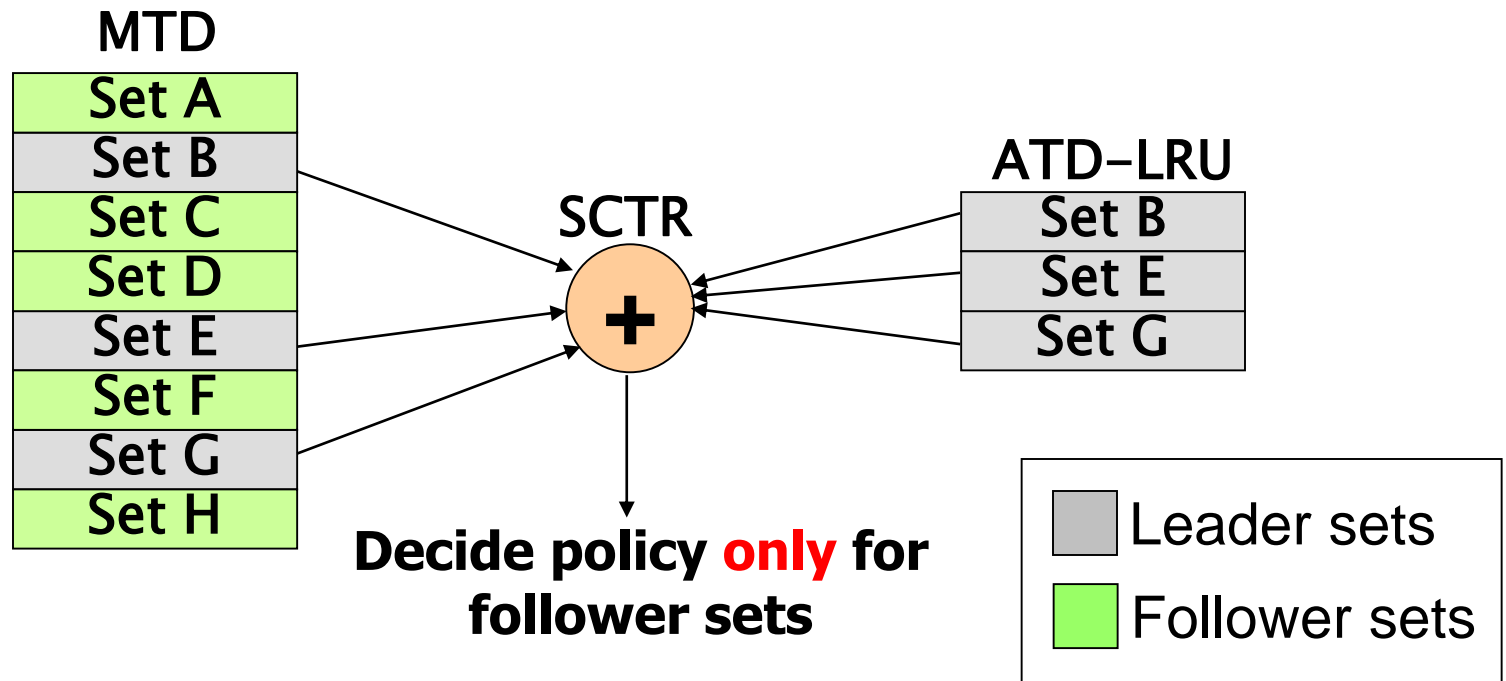 MTD
Set A
Set B
Set C
Set D
Set E
Set F
Set G
Set H
SCTR
+
ATD-LRU
Set B
Set E
Set G
Decide policy only for
follower sets
Leader sets
Follower sets